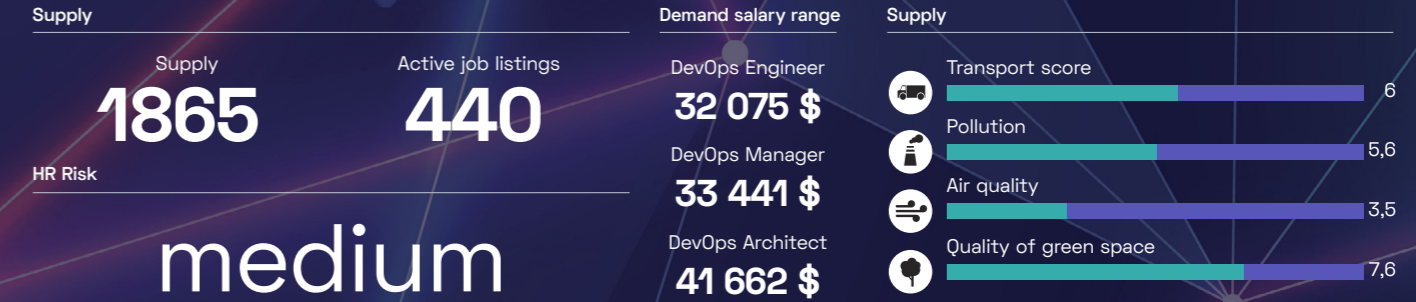 Supply
Supply
1865
Active job listings
440
HR Risk
medium
Demand salary range
DevOps Engineer
32 075 $
DevOps Manager
33 441 $
DevOps Architect
41 662 $
Supply
Transport score
6
Pollution
5,6
Air quality
3,5
Quality of green space
7,6